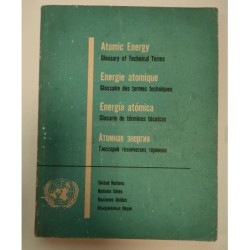 Atomic Energy
Glossary of Technical Terms
Energie atomique
Glossaire des termes techniques
Energía atómica
Glosario de términos técnicos
Атомная энергия
Глоссарий технических терминов
United Nations
Nations Unies
Naciones Unidas
Объединенные Нации